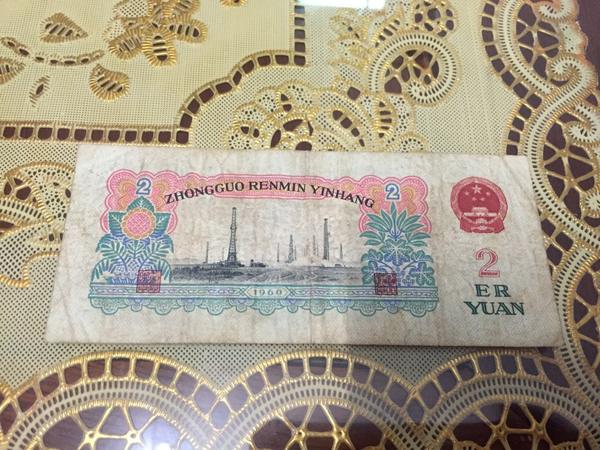 2
ZHONGGUO RENMIN YINHANG
2
1960
2
ER
YUAN